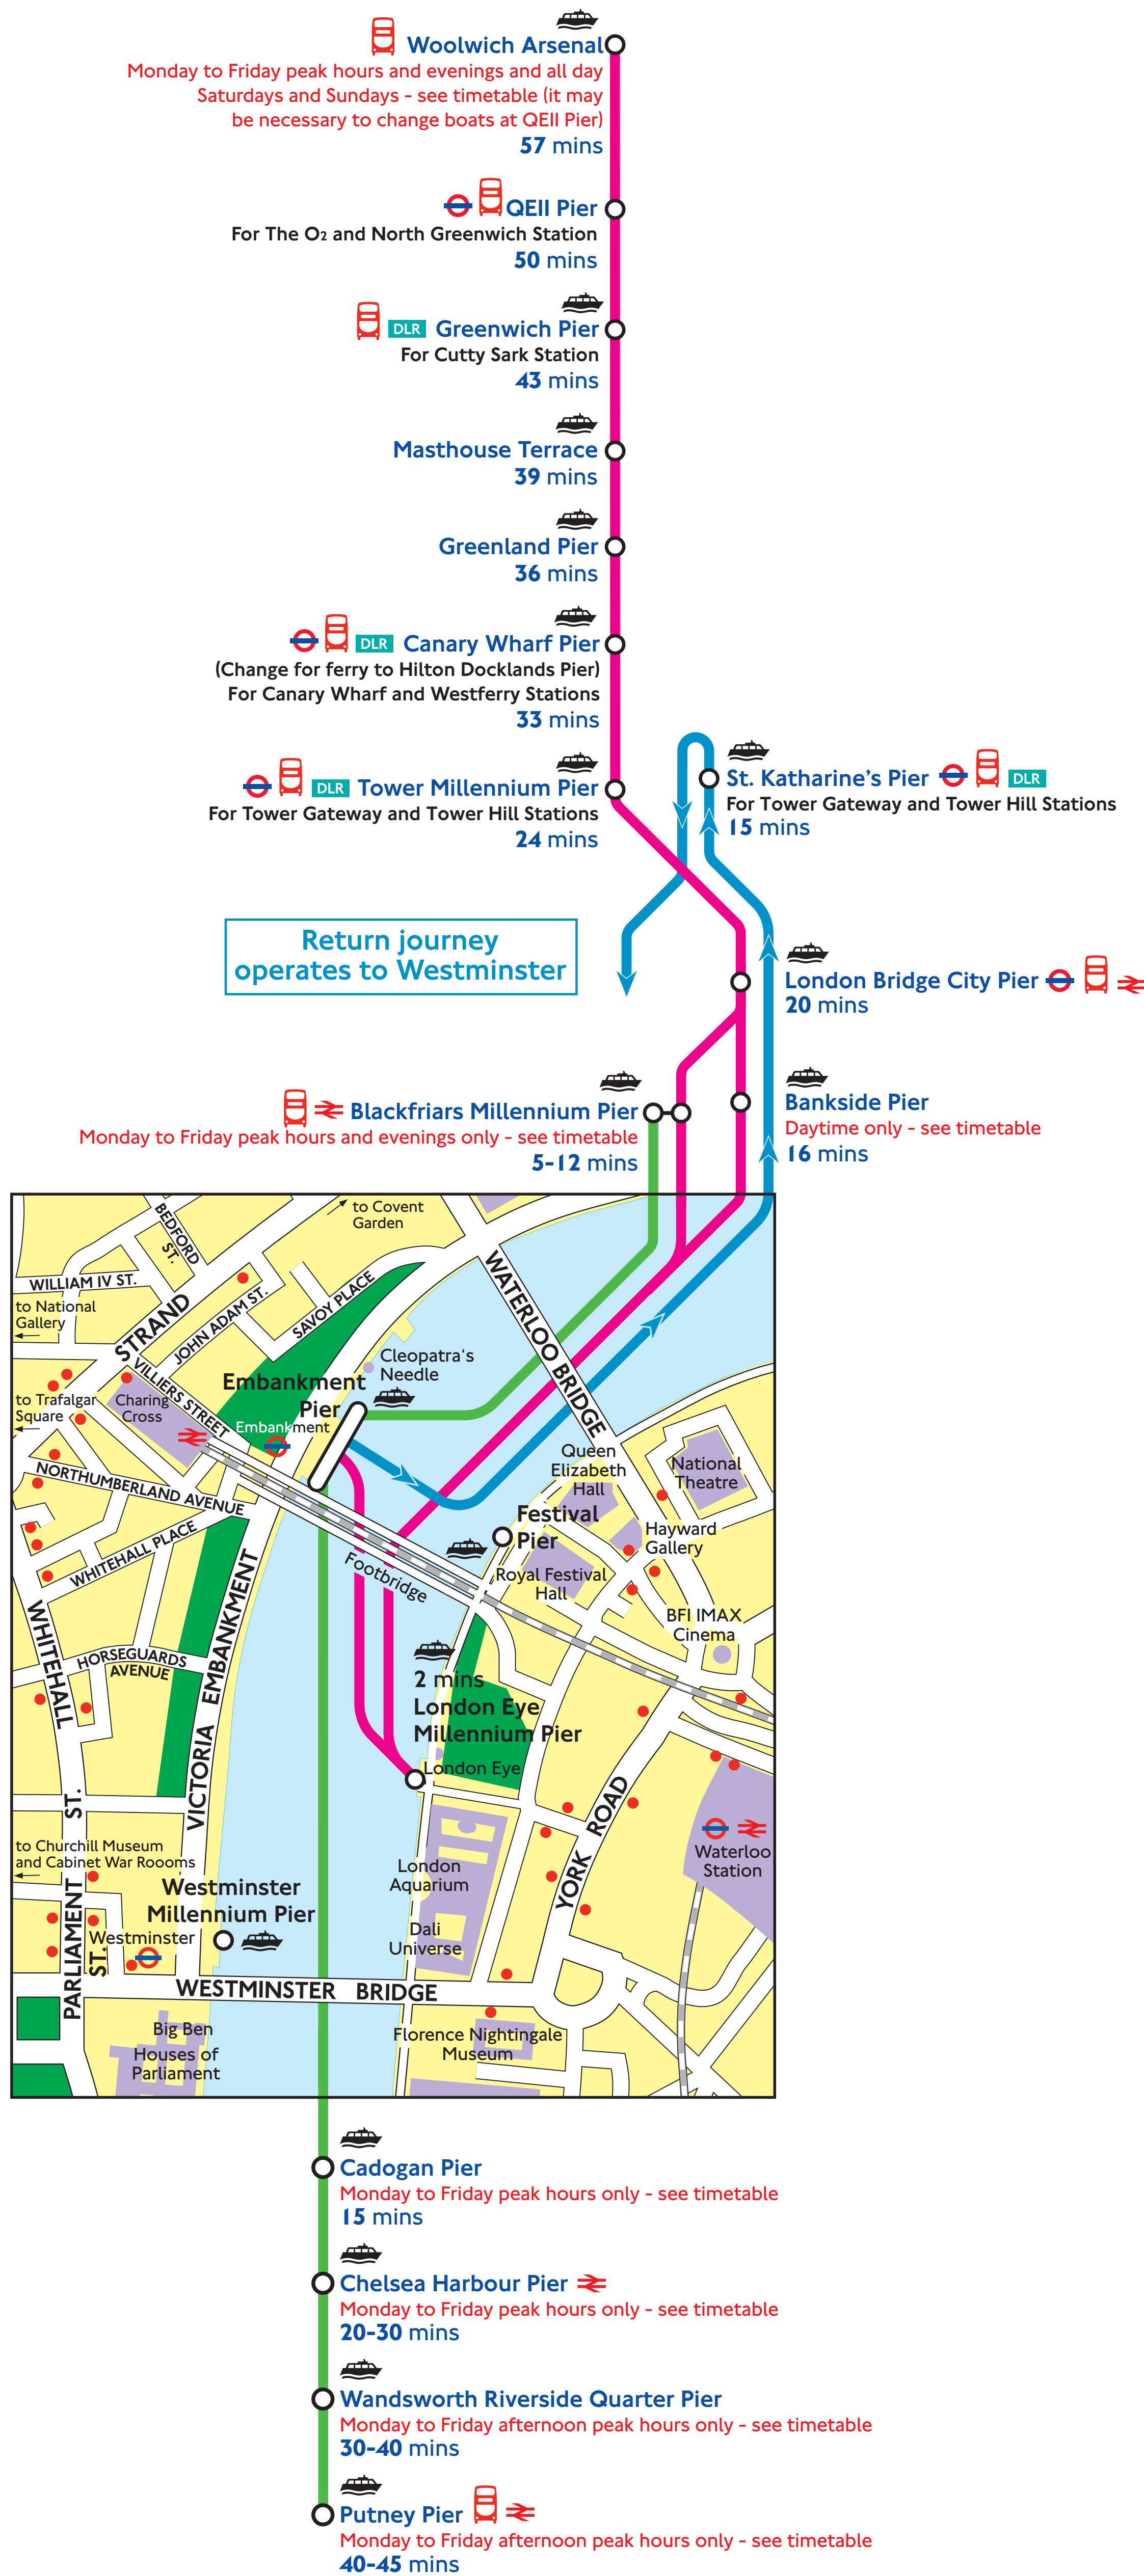 Woolwich Arsenal
Monday to Friday peak hours and evenings and all day
Saturdays and Sundays - see timetable (it may
be necessary to change boats at QEII Pier)
57 mins
QEII Pier
For The O2 and North Greenwich Station
50 mins
DLR Greenwich Pier
For Cutty Sark Station
43 mins
Masthouse Terrace
39 mins
Greenland Pier
36 mins
DLR Canary Wharf Pier
(Change for ferry to Hilton Docklands Pier)
For Canary Wharf and Westferry Stations
33 mins
DLR Tower Millennium Pier
For Tower Gateway and Tower Hill Stations
24 mins
St. Katharine's Pier DLR
For Tower Gateway and Tower Hill Stations
15 mins
Return journey
operates to Westminster
London Bridge City Pier
20 mins
Blackfriars Millennium Pier
Monday to Friday peak hours and evenings only - see timetable
5-12 mins
Bankside Pier
Daytime only - see timetable
16 mins
to Covent
Garden
BEDFORD
ST.
WILLIAM IV ST.
to National
Gallery
STRAND
JOHN ADAM ST.
SAVOY PLACE
WATERLOO BRIDGE
Cleopatra's
Needle
Embankment
Pier
VILLIERS STREET
Charing
Cross
to Trafalgar
Square
Embankment
NORTHUMBERLAND AVENUE
WHITEHALL PLACE
Queen
Elizabeth
Hall
National
Theatre
Festival
Pier
Hayward
Gallery
Royal Festival
Hall
Footbridge
BFI IMAX
Cinema
WHITEHALL
HORSEGUARDS
AVENUE
VICTORIA EMBANKMENT
2 mins
London Eye
Millennium Pier
London Eye
YORK ROAD
Waterloo
Station
to Churchill Museum
and Cabinet War Roooms
London
Aquarium
Dali
Universe
Westminster
Millennium Pier
Westminster
PARLIAMENT ST.
ST.
WESTMINSTER BRIDGE
Big Ben
Houses of
Parliament
Florence Nightingale
Museum
Cadogan Pier
Monday to Friday peak hours only - see timetable
15 mins
Chelsea Harbour Pier
Monday to Friday peak hours only - see timetable
20-30 mins
Wandsworth Riverside Quarter Pier
Monday to Friday afternoon peak hours only - see timetable
30-40 mins
Putney Pier
Monday to Friday afternoon peak hours only - see timetable
40-45 mins